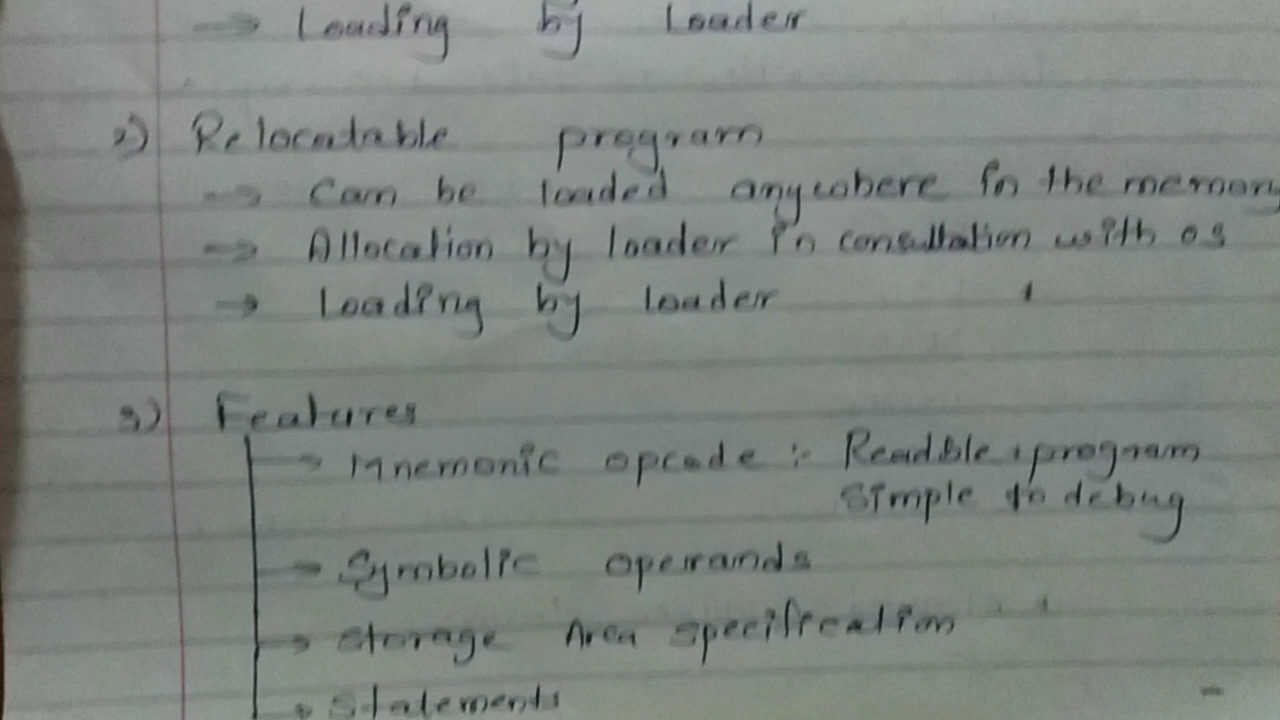 → Loading by Loader
2) Relocatable program
→ Can be loaded anywhere in the memory
→ Allocation by loader in consultation with os
→ Loading by loader
3) Features
→ Mnemonic opcode :- Readble, program
simple to debug
→ Symbolic operands
→ Storage Area specification
→ Statements